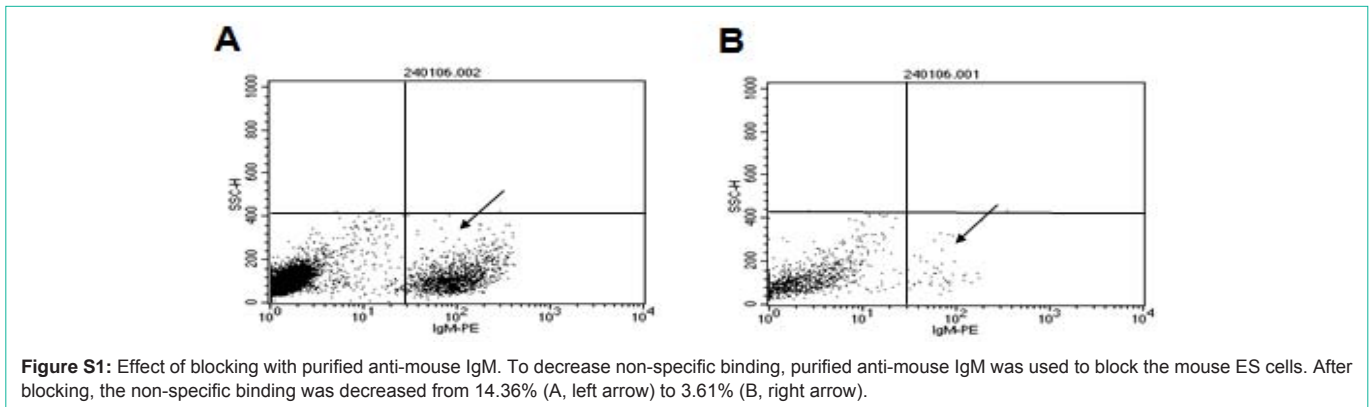 A
B
240106.002
240106.001
1000
800
600
400
200
0
SSC-H
10^0 10^1 10^2 10^3 10^4
IgM-PE
1000
800
600
400
200
0
SSC-H
10^0 10^1 10^2 10^3 10^4
IgM-PE
Figure S1: Effect of blocking with purified anti-mouse IgM. To decrease non-specific binding, purified anti-mouse IgM was used to block the mouse ES cells. After
blocking, the non-specific binding was decreased from 14.36% (A, left arrow) to 3.61% (B, right arrow).